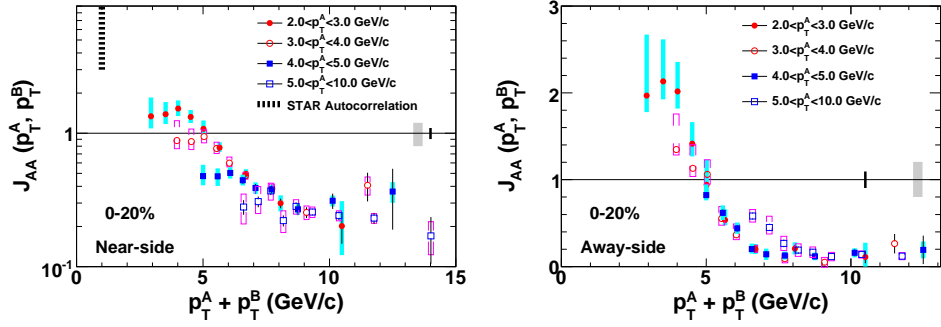 2.0<p_T^A<3.0 GeV/c
3.0<p_T^A<4.0 GeV/c
4.0<p_T^A<5.0 GeV/c
5.0<p_T^A<10.0 GeV/c
STAR Autocorrelation
J_AA (p_T^A, p_T^B)
1
10^-1
0-20%
Near-side
0 5 10 15
p_T^A + p_T^B (GeV/c)
2.0<p_T^A<3.0 GeV/c
3.0<p_T^A<4.0 GeV/c
4.0<p_T^A<5.0 GeV/c
5.0<p_T^A<10.0 GeV/c
J_AA (p_T^A, p_T^B)
3
2
1
0
0-20%
Away-side
0 5 10
p_T^A + p_T^B (GeV/c)